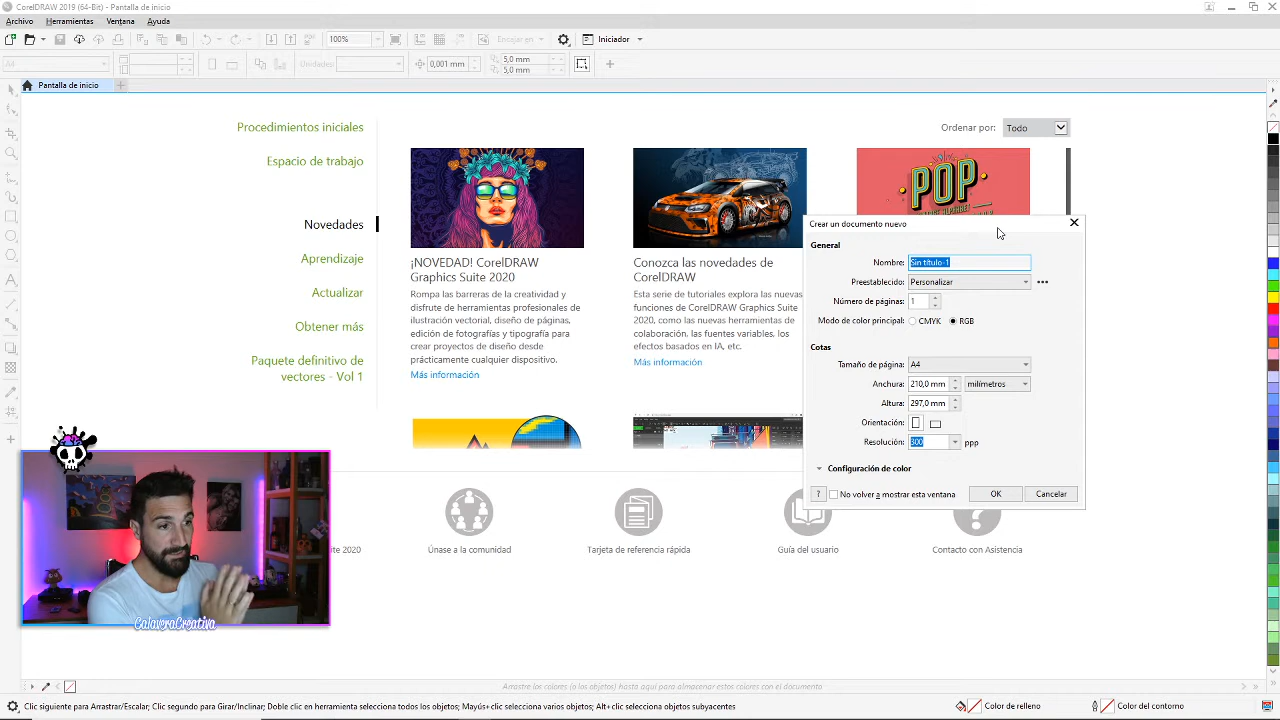 CorelDRAW 2019 (64-Bit) - Pantalla de inicio
Archivo Herramientas Ventana Ayuda
100% Encajar en Iniciador
A4 Unidades 0,001 mm 5,0 mm
5,0 mm
Pantalla de inicio
Procedimientos iniciales
Espacio de trabajo
Novedades
Aprendizaje
Actualizar
Obtener más
Paquete definitivo de
vectores - Vol 1
Ordenar por: Todo
POP
¡NOVEDAD! CorelDRAW
Graphics Suite 2020
Rompa las barreras de la creatividad y
disfrute de herramientas profesionales de
ilustración vectorial, diseño de páginas,
edición de fotografías y tipografía para
crear proyectos de diseño desde
prácticamente cualquier dispositivo.
Más información
Conozca las novedades de
CorelDRAW
Esta serie de tutoriales explora las nuevas
funciones de CorelDRAW Graphics Suite
2020, como las nuevas herramientas de
colaboración, las fuentes variables, los
efectos basados en IA, etc.
Más información
Crear un documento nuevo
General
Nombre: Sin título-1
Preestablecido: Personalizar
Número de páginas: 1
Modo de color principal: CMYK RGB
Cotas
Tamaño de página: A4
Anchura: 210,0 mm milímetros
Altura: 297,0 mm
Orientación:
Resolución: 300 ppp
Configuración de color
? No volver a mostrar esta ventana OK Cancelar
ite 2020
Únase a la comunidad
Tarjeta de referencia rápida
Guía del usuario
Contacto con Asistencia
CalaveraCreativa
Arrastre los colores (o los objetos) hasta aquí para almacenar estos colores con el documento
Clic siguiente para Arrastrar/Escalar; Clic segundo para Girar/Inclinar; Doble clic en herramienta selecciona todos los objetos; Mayús+clic selecciona varios objetos; Alt+clic selecciona objetos subyacentes
Color de relleno
Color del contorno